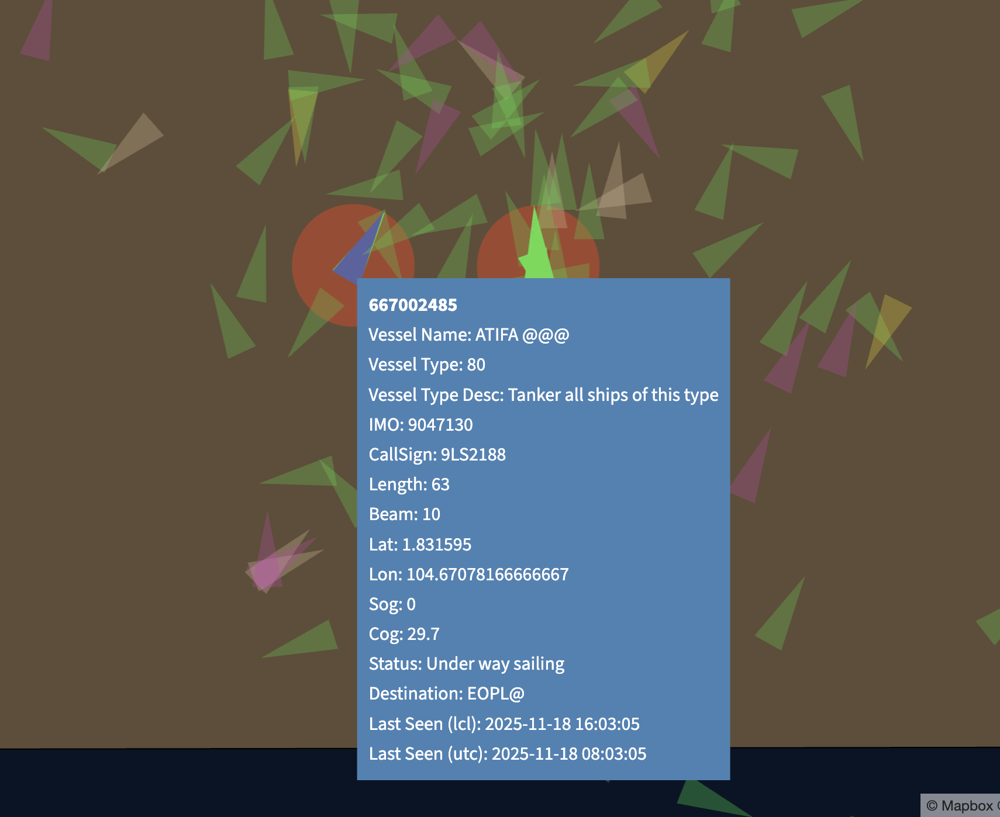 667002485
Vessel Name: ATIFA @@@
Vessel Type: 80
Vessel Type Desc: Tanker all ships of this type
IMO: 9047130
CallSign: 9LS2188
Length: 63
Beam: 10
Lat: 1.831595
Lon: 104.67078166666667
Sog: 0
Cog: 29.7
Status: Under way sailing
Destination: EOPL@
Last Seen (lcl): 2025-11-18 16:03:05
Last Seen (utc): 2025-11-18 08:03:05
© Mapbox